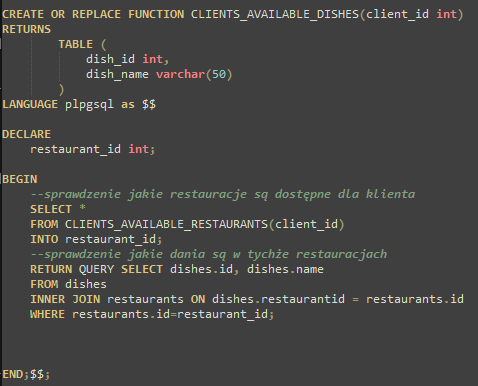 CREATE OR REPLACE FUNCTION CLIENTS_AVAILABLE_DISHES(client_id int)
RETURNS
TABLE (
dish_id int,
dish_name varchar(50)
)
LANGUAGE plpgsql as $$
DECLARE
restaurant_id int;
BEGIN
--sprawdzenie jakie restauracje są dostępne dla klienta
SELECT *
FROM CLIENTS_AVAILABLE_RESTAURANTS(client_id)
INTO restaurant_id;
--sprawdzenie jakie dania są w tychże restauracjach
RETURN QUERY SELECT dishes.id, dishes.name
FROM dishes
INNER JOIN restaurants ON dishes.restaurantid = restaurants.id
WHERE restaurants.id=restaurant_id;
END;$$;